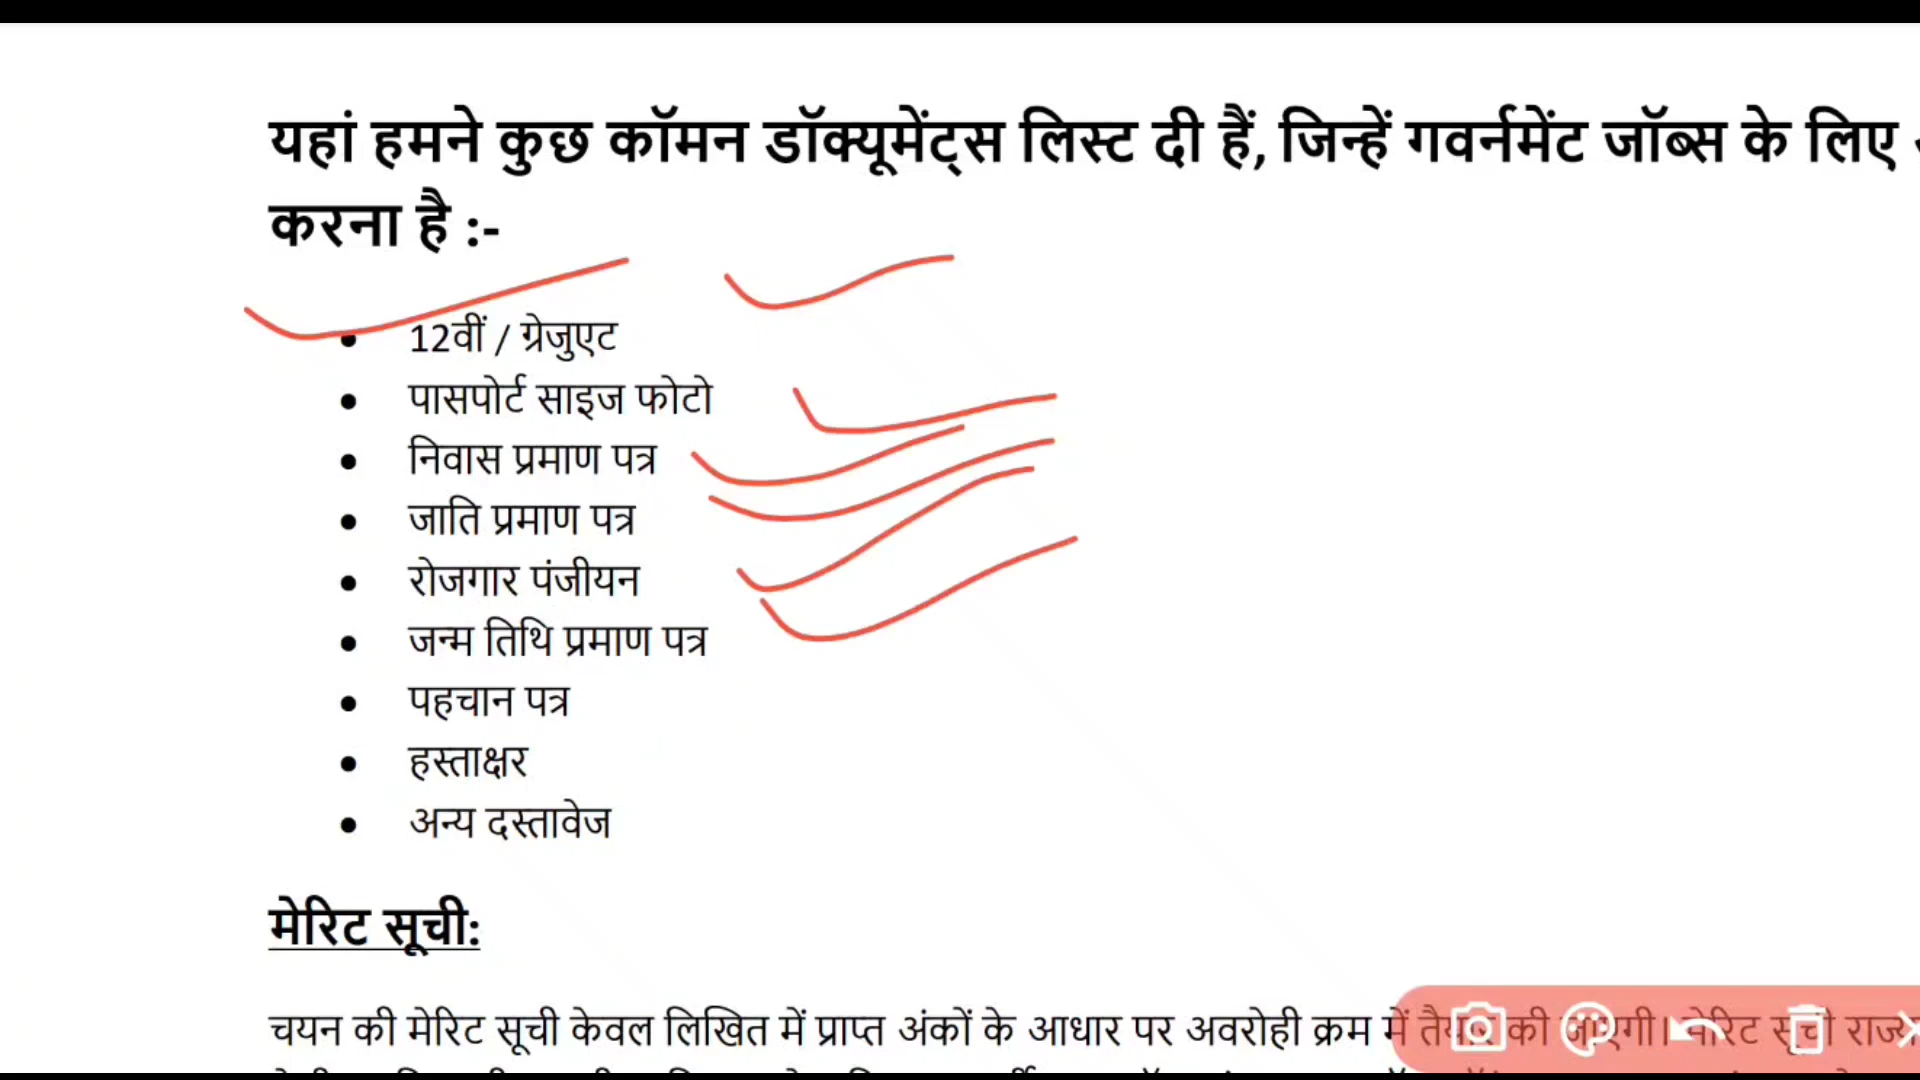 यहां हमने कुछ कॉमन डॉक्यूमेंट्स लिस्ट दी हैं, जिन्हें गवर्नमेंट जॉब्स के लिए
करना है :-
• 12वीं / ग्रेजुएट
• पासपोर्ट साइज फोटो
• निवास प्रमाण पत्र
• जाति प्रमाण पत्र
• रोजगार पंजीयन
• जन्म तिथि प्रमाण पत्र
• पहचान पत्र
• हस्ताक्षर
• अन्य दस्तावेज
मेरिट सूची:
चयन की मेरिट सूची केवल लिखित में प्राप्त अंकों के आधार पर अवरोही क्रम में तैयार की जाएगी। मेरिट सूची